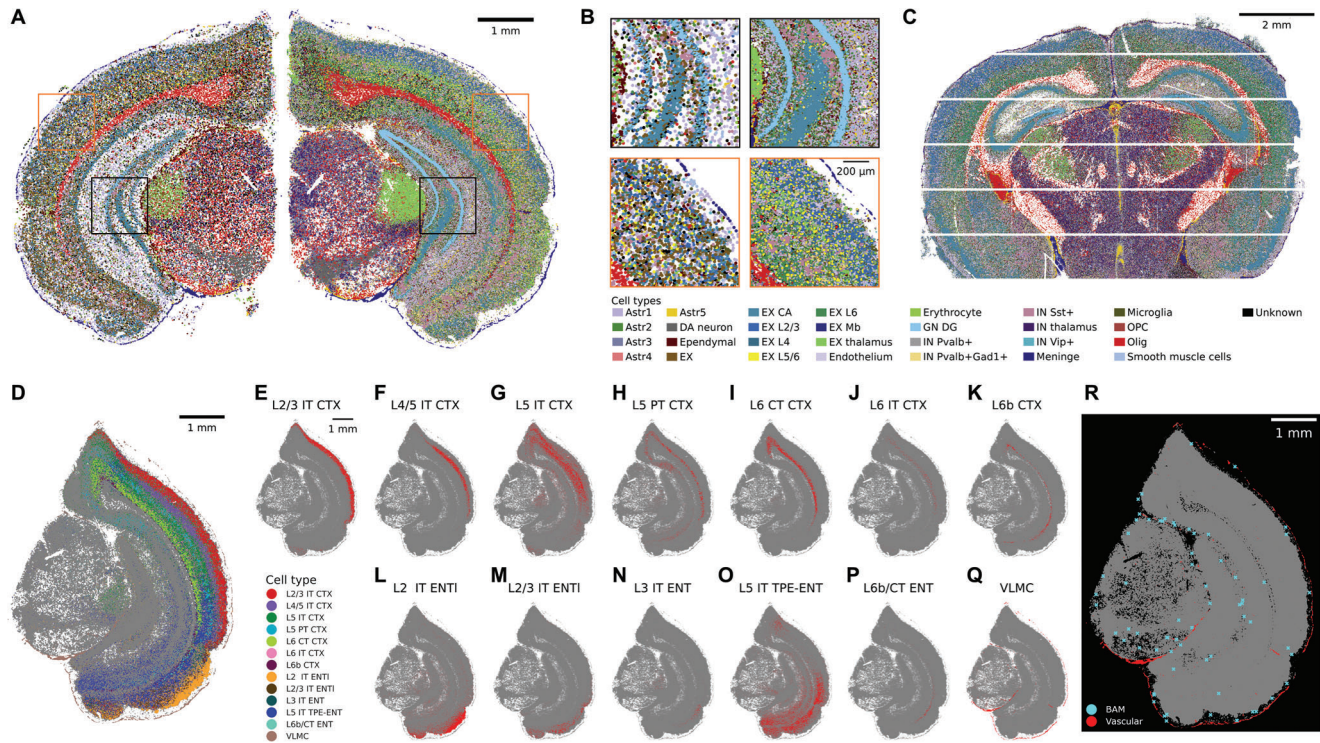 A
1 mm
B
200 μm
C
2 mm
Cell types
Astr1
Astr2
Astr3
Astr4
Astr5
DA neuron
Ependymal
EX
EX CA
EX L2/3
EX L4
EX L5/6
EX L6
EX Mb
EX thalamus
Endothelium
Erythrocyte
GN DG
IN Pvalb+
IN Pvalb+Gad1+
IN Sst+
IN thalamus
IN Vip+
Meninge
Microglia
OPC
Olig
Smooth muscle cells
Unknown
D
1 mm
Cell type
L2/3 IT CTX
L4/5 IT CTX
L5 IT CTX
L5 PT CTX
L6 CT CTX
L6 IT CTX
L6b CTX
L2 IT ENTl
L2/3 IT ENTl
L3 IT ENT
L5 IT TPE-ENT
L6b/CT ENT
VLMC
E
L2/3 IT CTX
1 mm
F
L4/5 IT CTX
G
L5 IT CTX
H
L5 PT CTX
I
L6 CT CTX
J
L6 IT CTX
K
L6b CTX
L
L2 IT ENTl
M
L2/3 IT ENTl
N
L3 IT ENT
O
L5 IT TPE-ENT
P
L6b/CT ENT
Q
VLMC
R
1 mm
BAM
Vascular